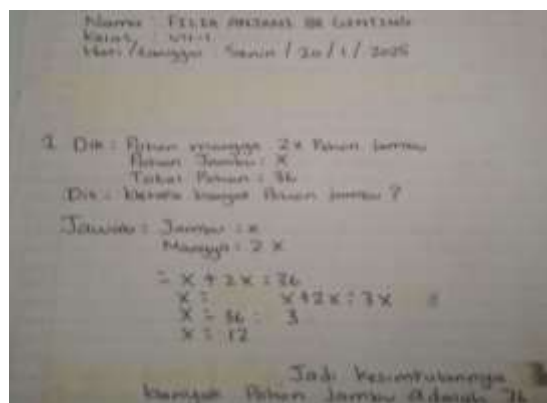 Nama : FELIX
Kelas : VII-1
Hari/tanggal : Senin / 20/1/2025
2 Dik : Pohon mangga : 2x Pohon Jambu
Pohon Jambu : x
Total Pohon : 36
Dit : Berapa banyak Pohon jambu ?
Jawab : Jambu : x
Mangga : 2 x
= x + 2x = 36
x = x+2x = 3x
x = 36 : 3
x = 12
Jadi kesimpulannya
banyak Pohon Jambu adalah